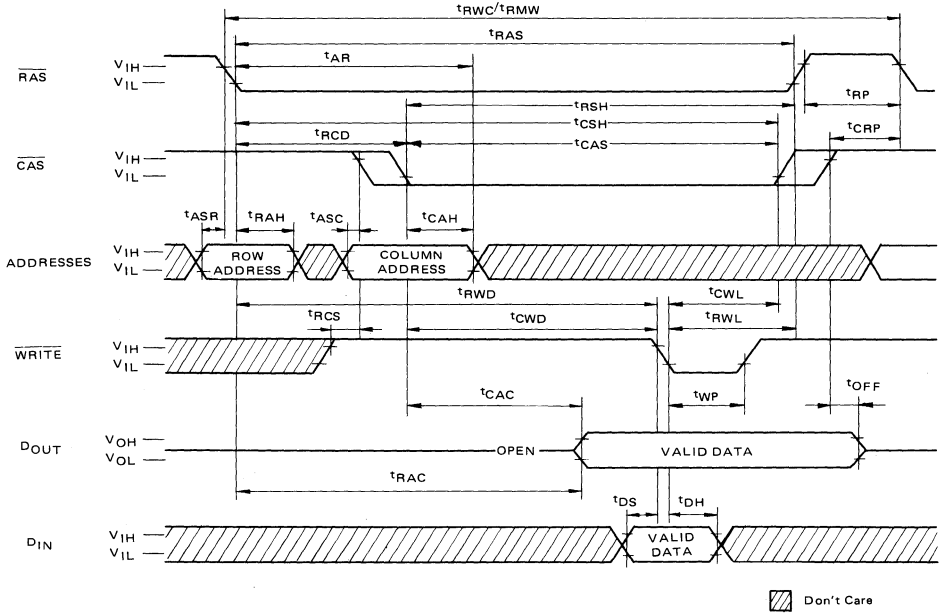 tRWC/tRMW
tRAS
tAR
RAS
VIH
VIL
tRP
tRSH
tCSH
tRCD
tCRP
tCAS
CAS
VIH
VIL
tASR
tRAH
tASC
tCAH
ADDRESSES
VIH
VIL
ROW ADDRESS
COLUMN ADDRESS
tRWD
tCWL
tRCS
tCWD
tRWL
WRITE
VIH
VIL
tWP
tOFF
tCAC
DOUT
VOH
VOL
OPEN
VALID DATA
tRAC
tDS
tDH
DIN
VIH
VIL
VALID DATA
Don't Care